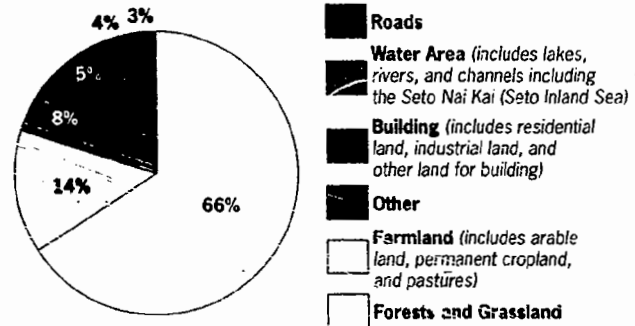 4% 3%
5%
8%
14%
66%
Roads
Water Area (includes lakes,
rivers, and channels including
the Seto Nai Kai (Seto Inland Sea)
Building (includes residential
land, industrial land, and
other land for building)
Other
Farmland (includes arable
land, permanent cropland,
and pastures)
Forests and Grassland